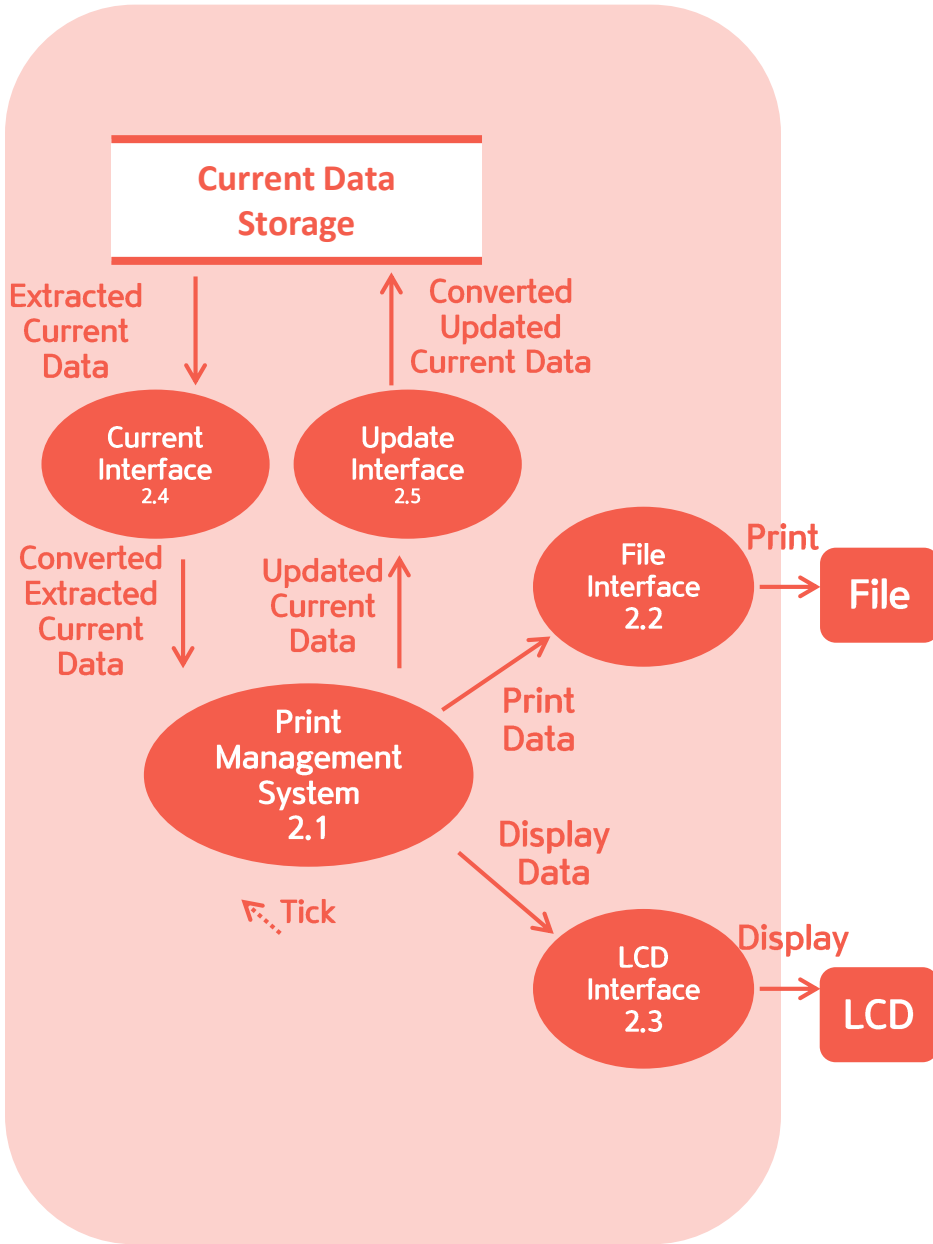 Current Data
Storage
Extracted
Current
Data
Converted
Updated
Current Data
Current
Interface
2.4
Update
Interface
2.5
Converted
Extracted
Current
Data
Updated
Current
Data
File
Interface
2.2
Print
File
Print
Data
Print
Management
System
2.1
Display
Data
Tick
LCD
Interface
2.3
Display
LCD